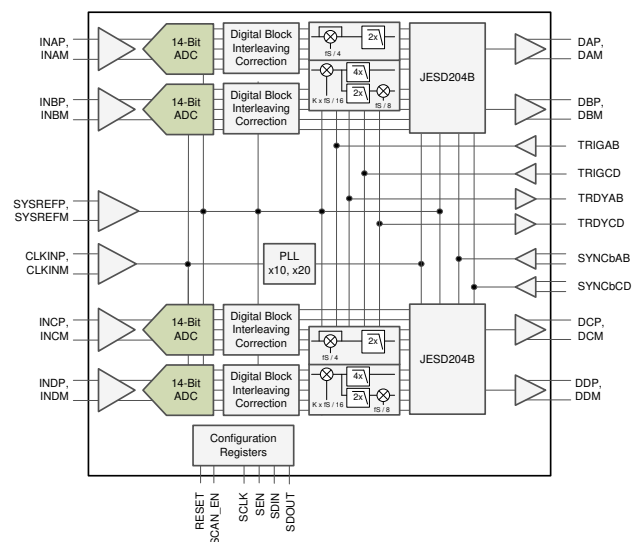 INAP,
INAM
14-Bit
ADC
Digital Block
Interleaving
Correction
fS / 4
2x
JESD204B
DAP,
DAM
INBP,
INBM
14-Bit
ADC
Digital Block
Interleaving
Correction
K x fS / 16
4x
2x
fS / 8
DBP,
DBM
TRIGAB
TRIGCD
TRDYAB
TRDYCD
SYSREFP,
SYSREFM
CLKINP,
CLKINM
PLL
x10, x20
SYNCbAB
SYNCbCD
INCP,
INCM
14-Bit
ADC
Digital Block
Interleaving
Correction
fS / 4
2x
JESD204B
DCP,
DCM
INDP,
INDM
14-Bit
ADC
Digital Block
Interleaving
Correction
K x fS / 16
4x
2x
fS / 8
DDP,
DDM
Configuration
Registers
RESET
SCAN_EN
SCLK
SEN
SDIN
SDOUT